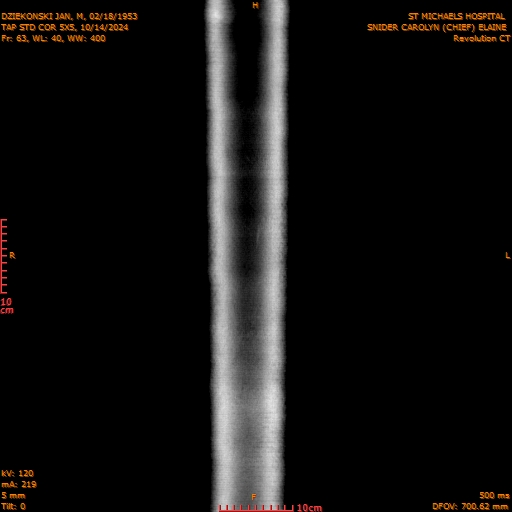 H
DZIEKONSKI JAN, M, 02/18/1953
TAP STD COR 5X5, 10/14/2024
Fr: 63, WL: 40, WW: 400
ST MICHAELS HOSPITAL
SNIDER CAROLYN (CHIEF) ELAINE
Revolution CT
R
L
10
cm
kV: 120
mA: 219
5 mm
Tilt: 0
F
10cm
500 ms
DFOV: 700.62 mm